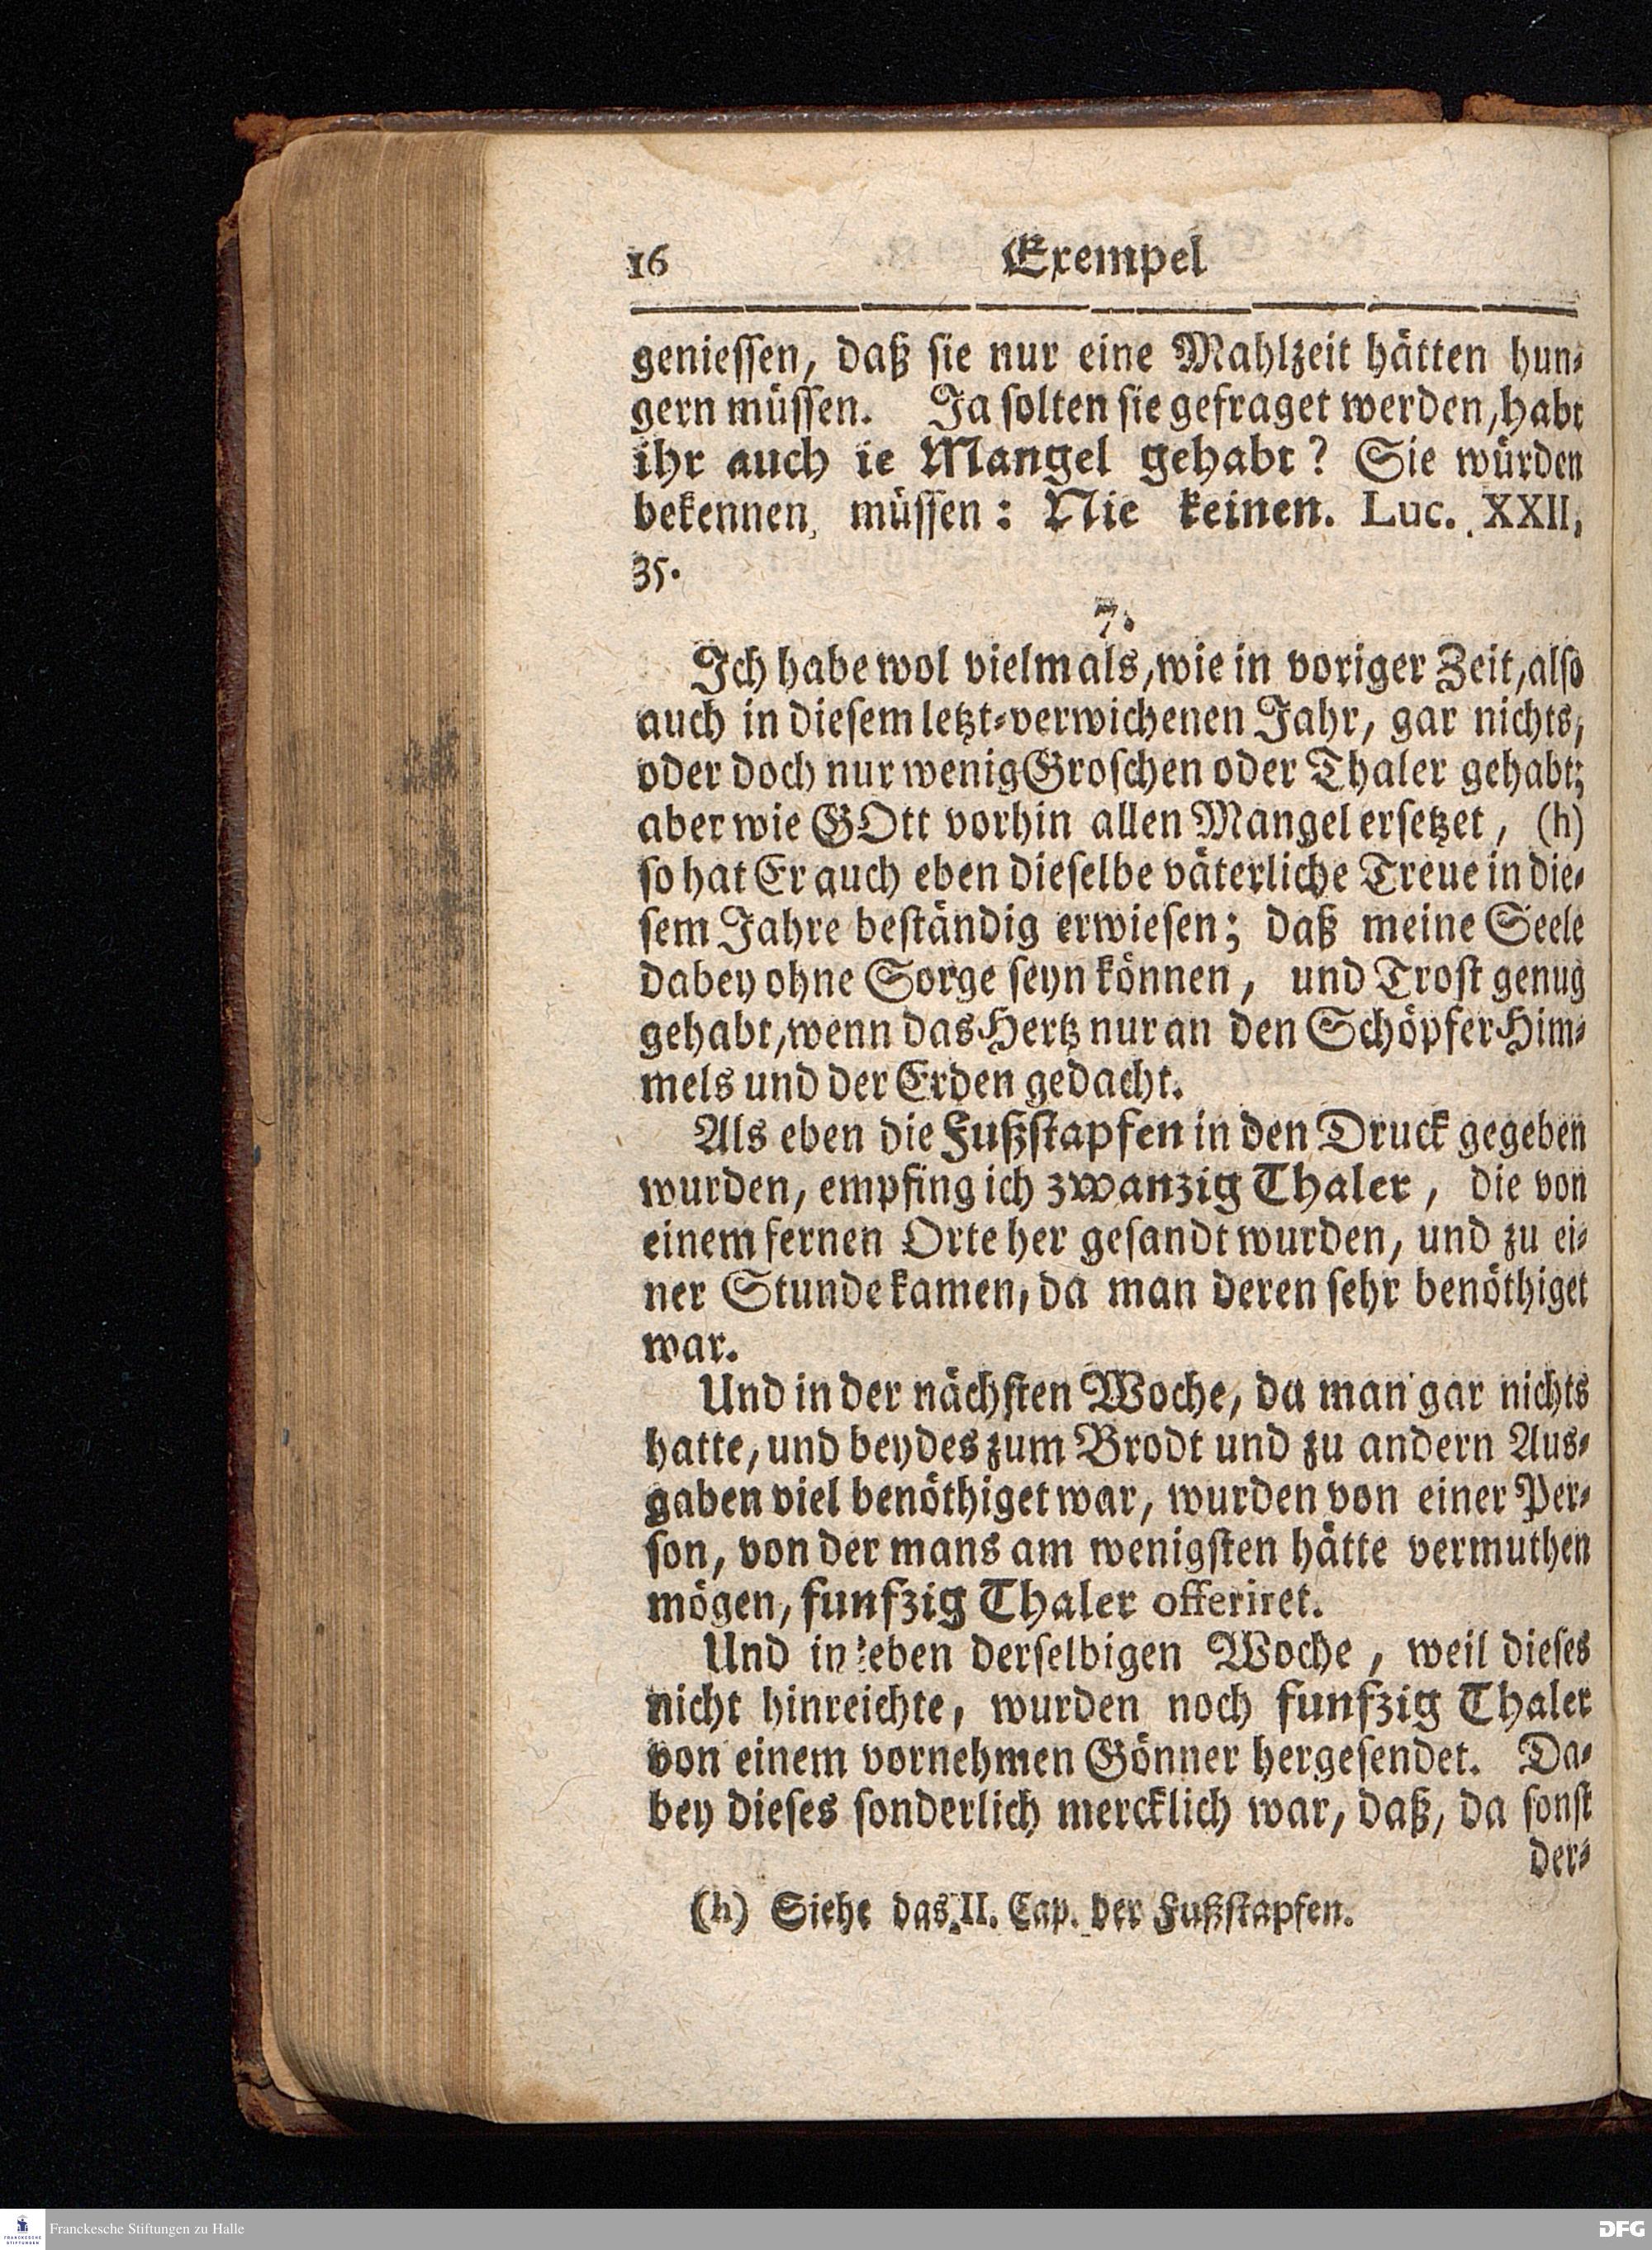 16 Exempel
geniessen, daß sie nur eine Mahlzeit hätten hun⸗
gern müssen. Ja solten sie gefraget werden, habt
ihr auch ie Mangel gehabt? Sie würden
bekennen müssen: Nie keinen. Luc. XXII,
35.
7.
Ich habe wol vielmals, wie in voriger Zeit, also
auch in diesem letzt⸗verwichenen Jahr, gar nichts,
oder doch nur wenig Groschen oder Thaler gehabt;
aber wie GOtt vorhin allen Mangel ersetzet, (h)
so hat Er auch eben dieselbe väterliche Treue in die⸗
sem Jahre beständig erwiesen; daß meine Seele
dabey ohne Sorge seyn können, und Trost genug
gehabt, wenn das Hertz nur an den Schöpfer Him⸗
mels und der Erden gedacht.
Als eben die Fußstapfen in den Druck gegeben
wurden, empfing ich zwanzig Thaler, die von
einem fernen Orte her gesandt wurden, und zu ei⸗
ner Stunde kamen, da man deren sehr benöthiget
war.
Und in der nächsten Woche, da man gar nichts
hatte, und beydes zum Brodt und zu andern Aus⸗
gaben viel benöthiget war, wurden von einer Per⸗
son, von der mans am wenigsten hätte vermuthen
mögen, funfzig Thaler offeriret.
Und in eben derselbigen Woche, weil dieses
nicht hinreichte, wurden noch funfzig Thaler
von einem vornehmen Gönner hergesendet. Da⸗
bey dieses sonderlich mercklich war, daß, da sonst
der⸗
(h) Siehe das II. Cap. der Fußstapfen.
Franckesche Stiftungen zu Halle
DFG